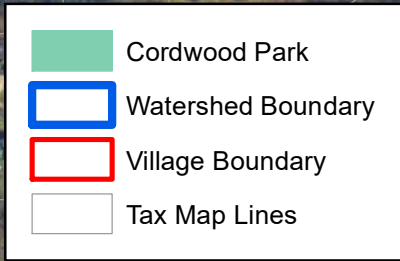 Cordwood Park
Watershed Boundary
Village Boundary
Tax Map Lines